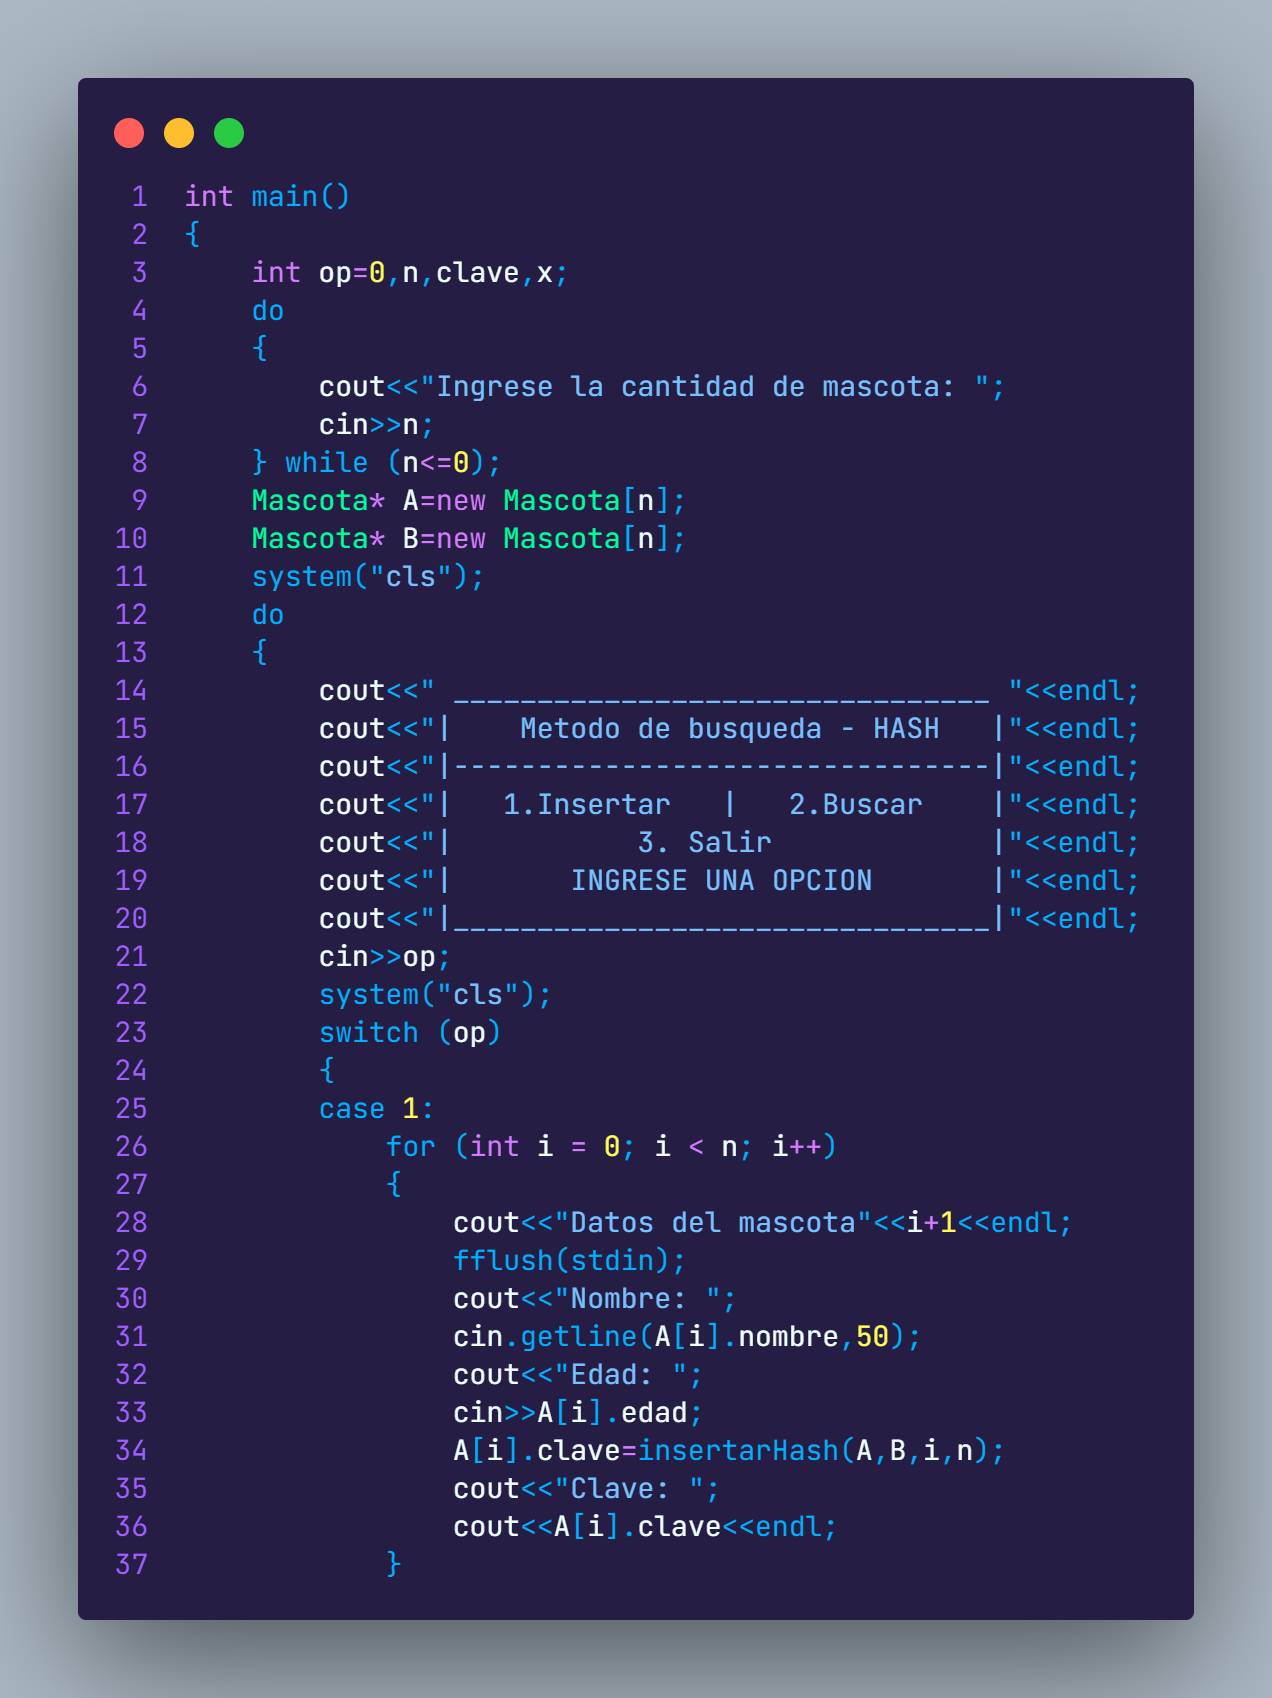 1 int main()
2 {
3     int op=0,n,clave,x;
4     do
5     {
6         cout<<"Ingrese la cantidad de mascota: ";
7         cin>>n;
8     } while (n<=0);
9     Mascota* A=new Mascota[n];
10     Mascota* B=new Mascota[n];
11     system("cls");
12     do
13     {
14         cout<<" ________________________________ "<<endl;
15         cout<<"|    Metodo de busqueda - HASH   |"<<endl;
16         cout<<"|--------------------------------|"<<endl;
17         cout<<"|   1.Insertar   |   2.Buscar    |"<<endl;
18         cout<<"|           3. Salir             |"<<endl;
19         cout<<"|       INGRESE UNA OPCION       |"<<endl;
20         cout<<"|________________________________|"<<endl;
21         cin>>op;
22         system("cls");
23         switch (op)
24         {
25         case 1:
26             for (int i = 0; i < n; i++)
27             {
28                 cout<<"Datos del mascota"<<i+1<<endl;
29                 fflush(stdin);
30                 cout<<"Nombre: ";
31                 cin.getline(A[i].nombre,50);
32                 cout<<"Edad: ";
33                 cin>>A[i].edad;
34                 A[i].clave=insertarHash(A,B,i,n);
35                 cout<<"Clave: ";
36                 cout<<A[i].clave<<endl;
37             }